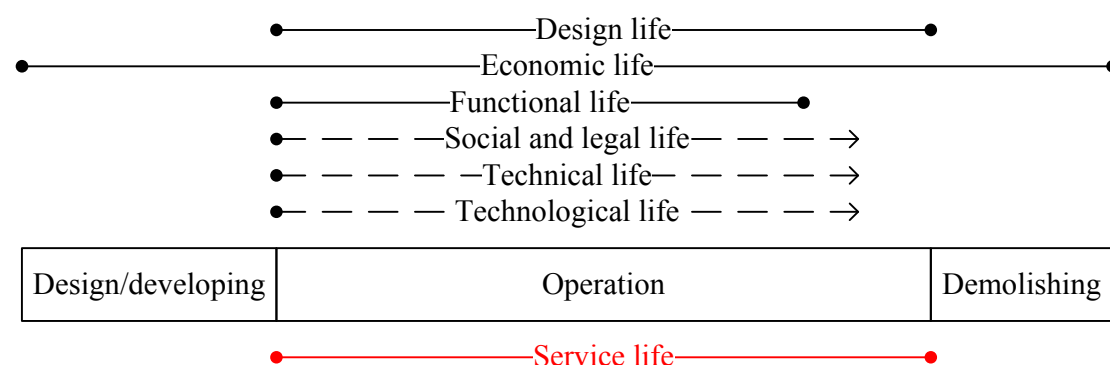 Design life
Economic life
Functional life
Social and legal life
Technical life
Technological life
Design/developing Operation Demolishing
Service life